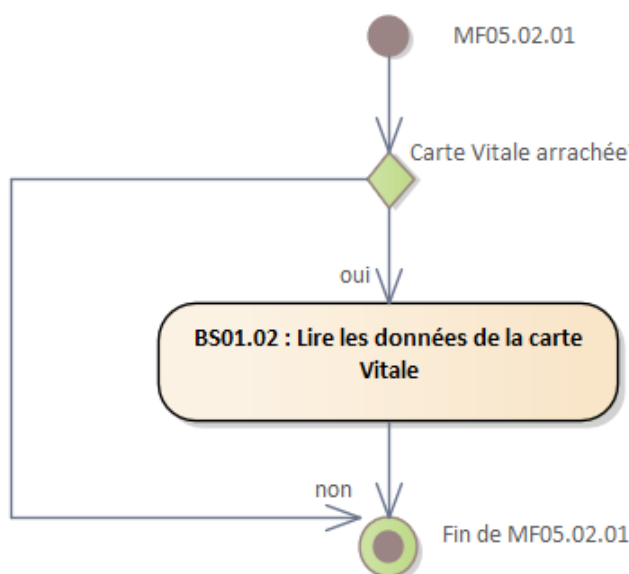 MF05.02.01
Carte Vitale arrachée
oui
BS01.02 : Lire les données de la carte
Vitale
non
Fin de MF05.02.01